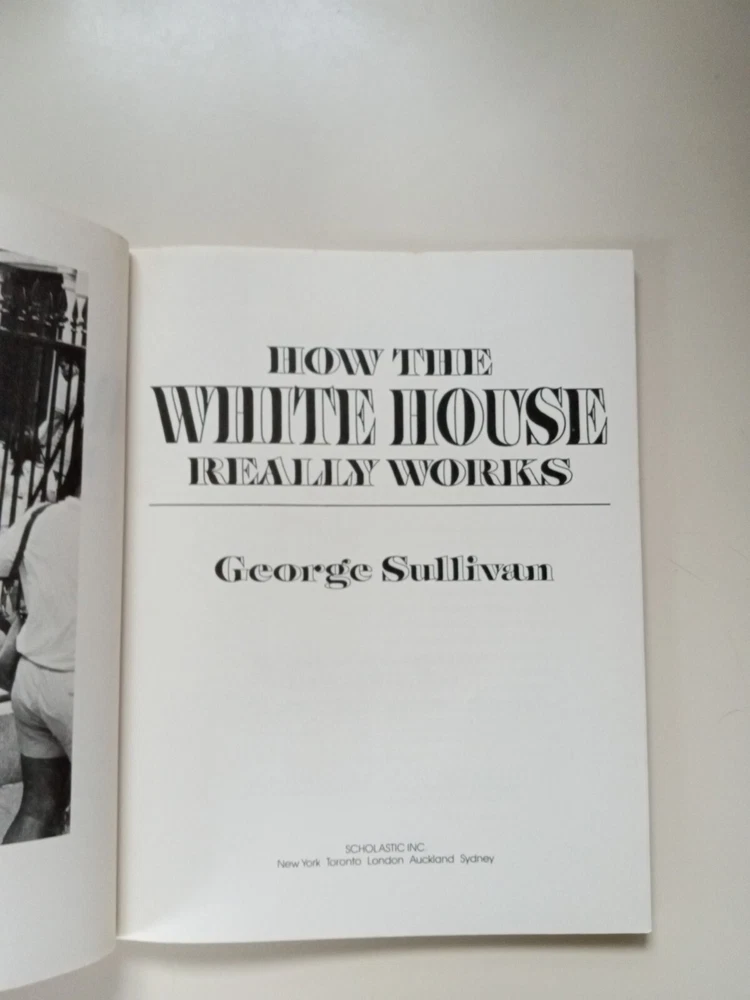 HOW THE
WHITE HOUSE
REALLY WORKS
George Sullivan
SCHOLASTIC INC.
New York Toronto London Auckland Sydney